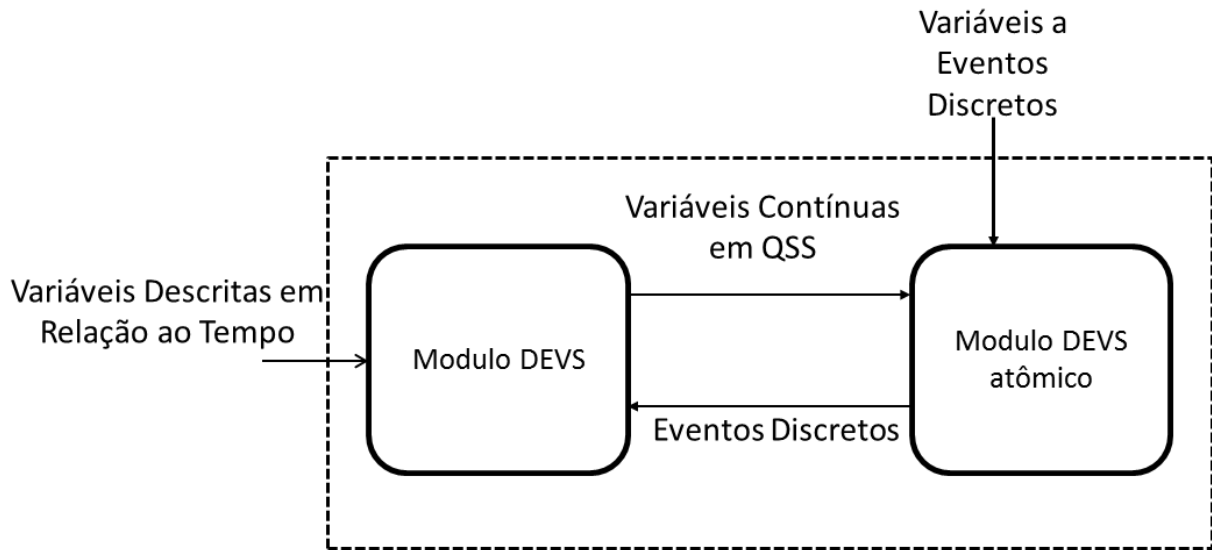 Variáveis a
Eventos
Discretos
Variáveis Contínuas
em QSS
Variáveis Descritas em
Relação ao Tempo
Modulo DEVS
Modulo DEVS
atômico
Eventos Discretos